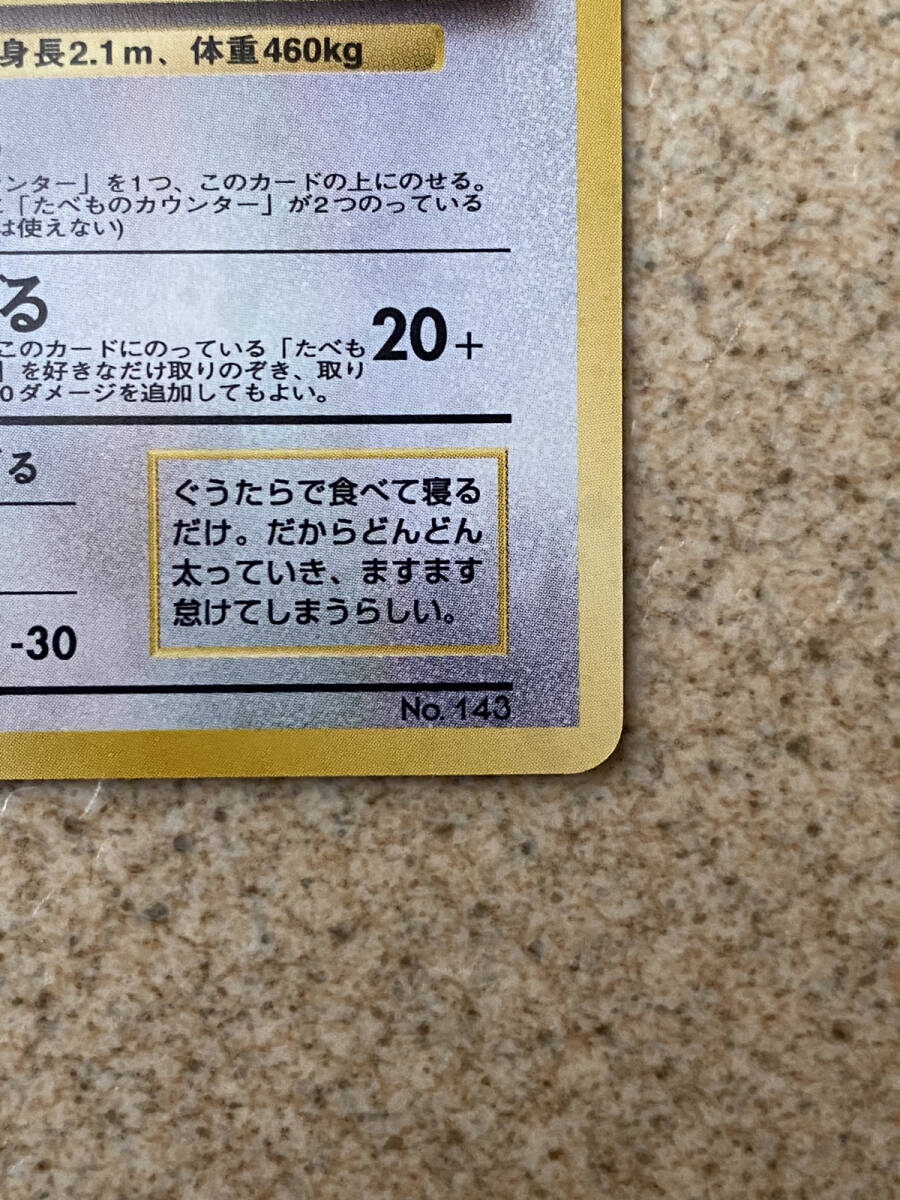 身長2.1m、体重460kg
ンター」を1つ、このカードの上にのせる。
「たべものカウンター」が2つのっている
は使えない)
る
20+
このカードにのっている「たべも
」を好きなだけ取りのぞき、取り
0ダメージを追加してもよい。
げる
ぐうたらで食べて寝る
だけ。だからどんどん
太っていき、ますます
怠けてしまうらしい。
-30
No. 143